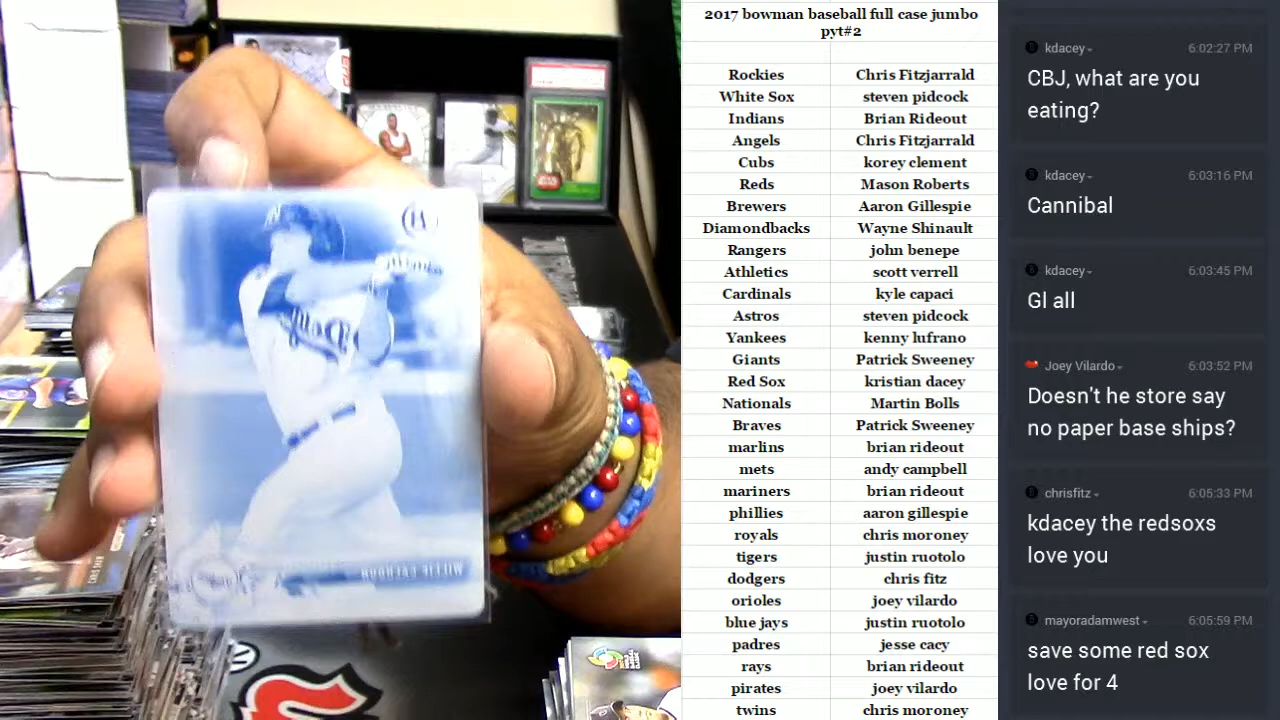 2017 bowman baseball full case jumbo
pyt#2
Rockies Chris Fitzjarrald
White Sox steven pidcock
Indians Brian Rideout
Angels Chris Fitzjarrald
Cubs korey clement
Reds Mason Roberts
Brewers Aaron Gillespie
Diamondbacks Wayne Shinault
Rangers john benepe
Athletics scott verrell
Cardinals kyle capaci
Astros steven pidcock
Yankees kenny lufrano
Giants Patrick Sweeney
Red Sox kristian dacey
Nationals Martin Bolls
Braves Patrick Sweeney
marlins brian rideout
mets andy campbell
mariners brian rideout
phillies aaron gillespie
royals chris moroney
tigers justin ruotolo
dodgers chris fitz
orioles joey vilardo
blue jays justin ruotolo
padres jesse cacy
rays brian rideout
pirates joey vilardo
twins chris moroney
kdacey 6:02:27 PM
CBJ, what are you
eating?
kdacey 6:03:16 PM
Cannibal
kdacey 6:03:45 PM
Gl all
Joey Vilardo 6:03:52 PM
Doesn't he store say
no paper base ships?
chrisfitz 6:05:33 PM
kdacey the redsoxs
love you
mayoradamwest 6:05:59 PM
save some red sox
love for 4
WILLIE CALHOUN